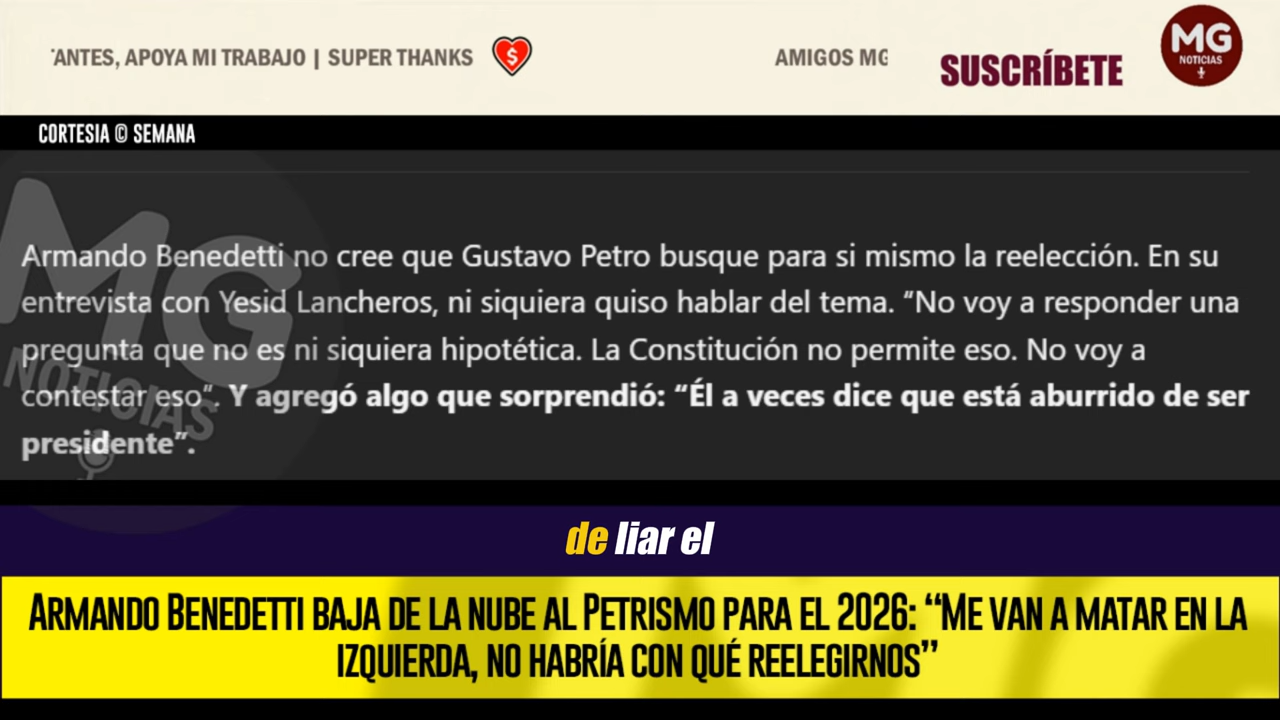 'ANTES, APOYA MI TRABAJO | SUPER THANKS
$
AMIGOS MG
SUSCRÍBETE
MG
NOTICIAS
CORTESIA © SEMANA
MG
NOTICIAS
Armando Benedetti no cree que Gustavo Petro busque para si mismo la reelección. En su
entrevista con Yesid Lancheros, ni siquiera quiso hablar del tema. “No voy a responder una
pregunta que no es ni siquiera hipotética. La Constitución no permite eso. No voy a
contestar eso”. Y agregó algo que sorprendió: “Él a veces dice que está aburrido de ser
presidente”.
de liar el
ARMANDO BENEDETTI BAJA DE LA NUBE AL PETRISMO PARA EL 2026: “ME VAN A MATAR EN LA
IZQUIERDA, NO HABRÍA CON QUÉ REELEGIRNOS”